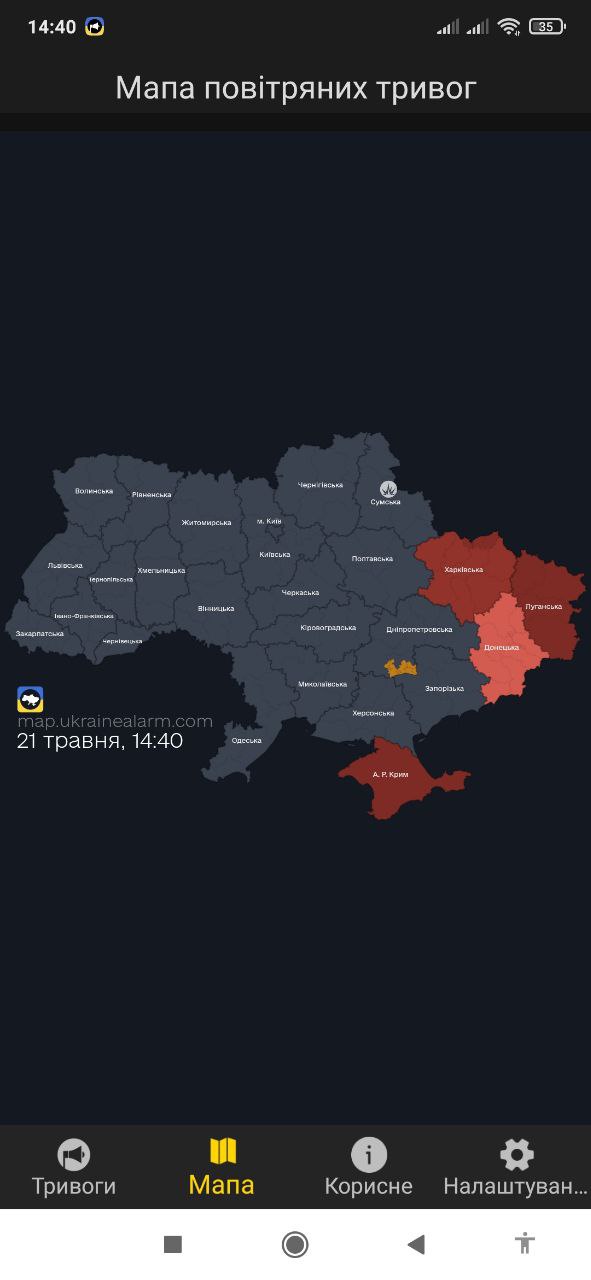 14:40
35
Мапа повітряних тривог
Чернігівська
Волинська
Рівненська
Сумська
Житомирська
м. Київ
Київська
Полтавська
Львівська
Хмельницька
Харківська
Тернопільська
Черкаська
Луганська
Вінницька
Івано-Франківська
Кіровоградська
Дніпропетровська
Закарпатська
Чернівецька
Донецька
Миколаївська
Запорізька
Херсонська
map.ukrainealarm.com
21 травня, 14:40
Одеська
А. Р. Крим
Тривоги
Мапа
Корисне
Налаштуван...